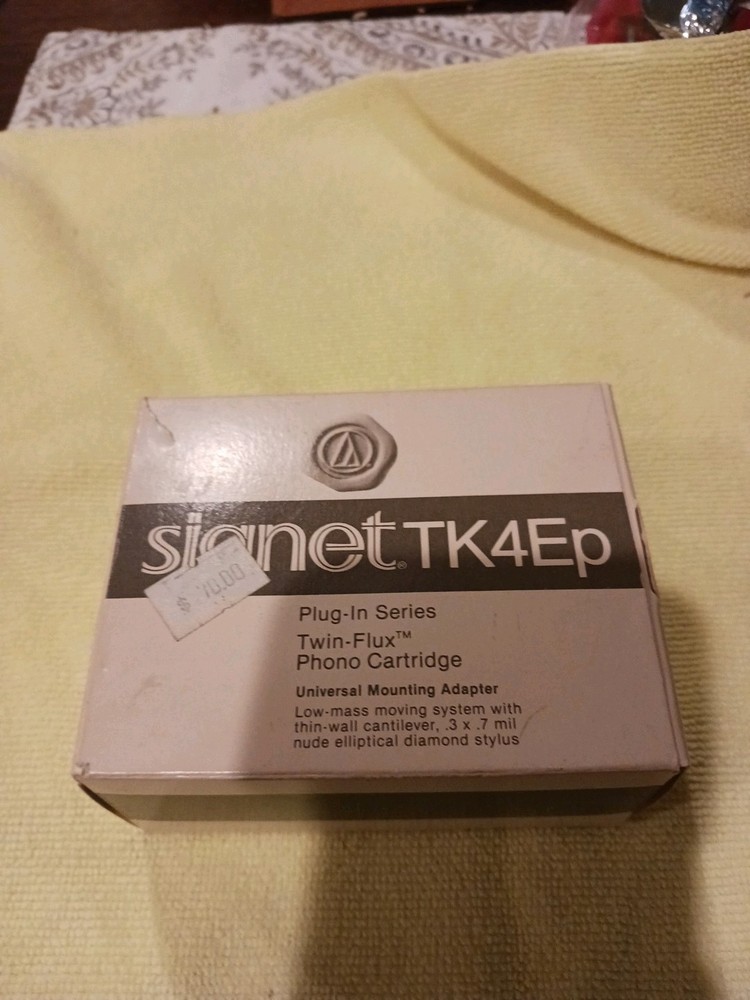 signet® TK4Ep
70.00
Plug-In Series
Twin-Flux™
Phono Cartridge
Universal Mounting Adapter
Low-mass moving system with
thin-wall cantilever, .3 x .7 mil
nude elliptical diamond stylus